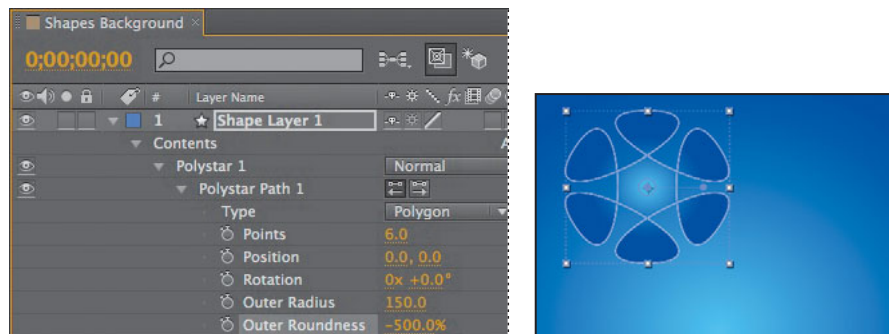 Shapes Background ×
0;00;00;00
# Layer Name fx
1 Shape Layer 1
Contents
Polystar 1 Normal
Polystar Path 1
Type Polygon
Points 6.0
Position 0.0, 0.0
Rotation 0x +0.0°
Outer Radius 150.0
Outer Roundness -500.0%